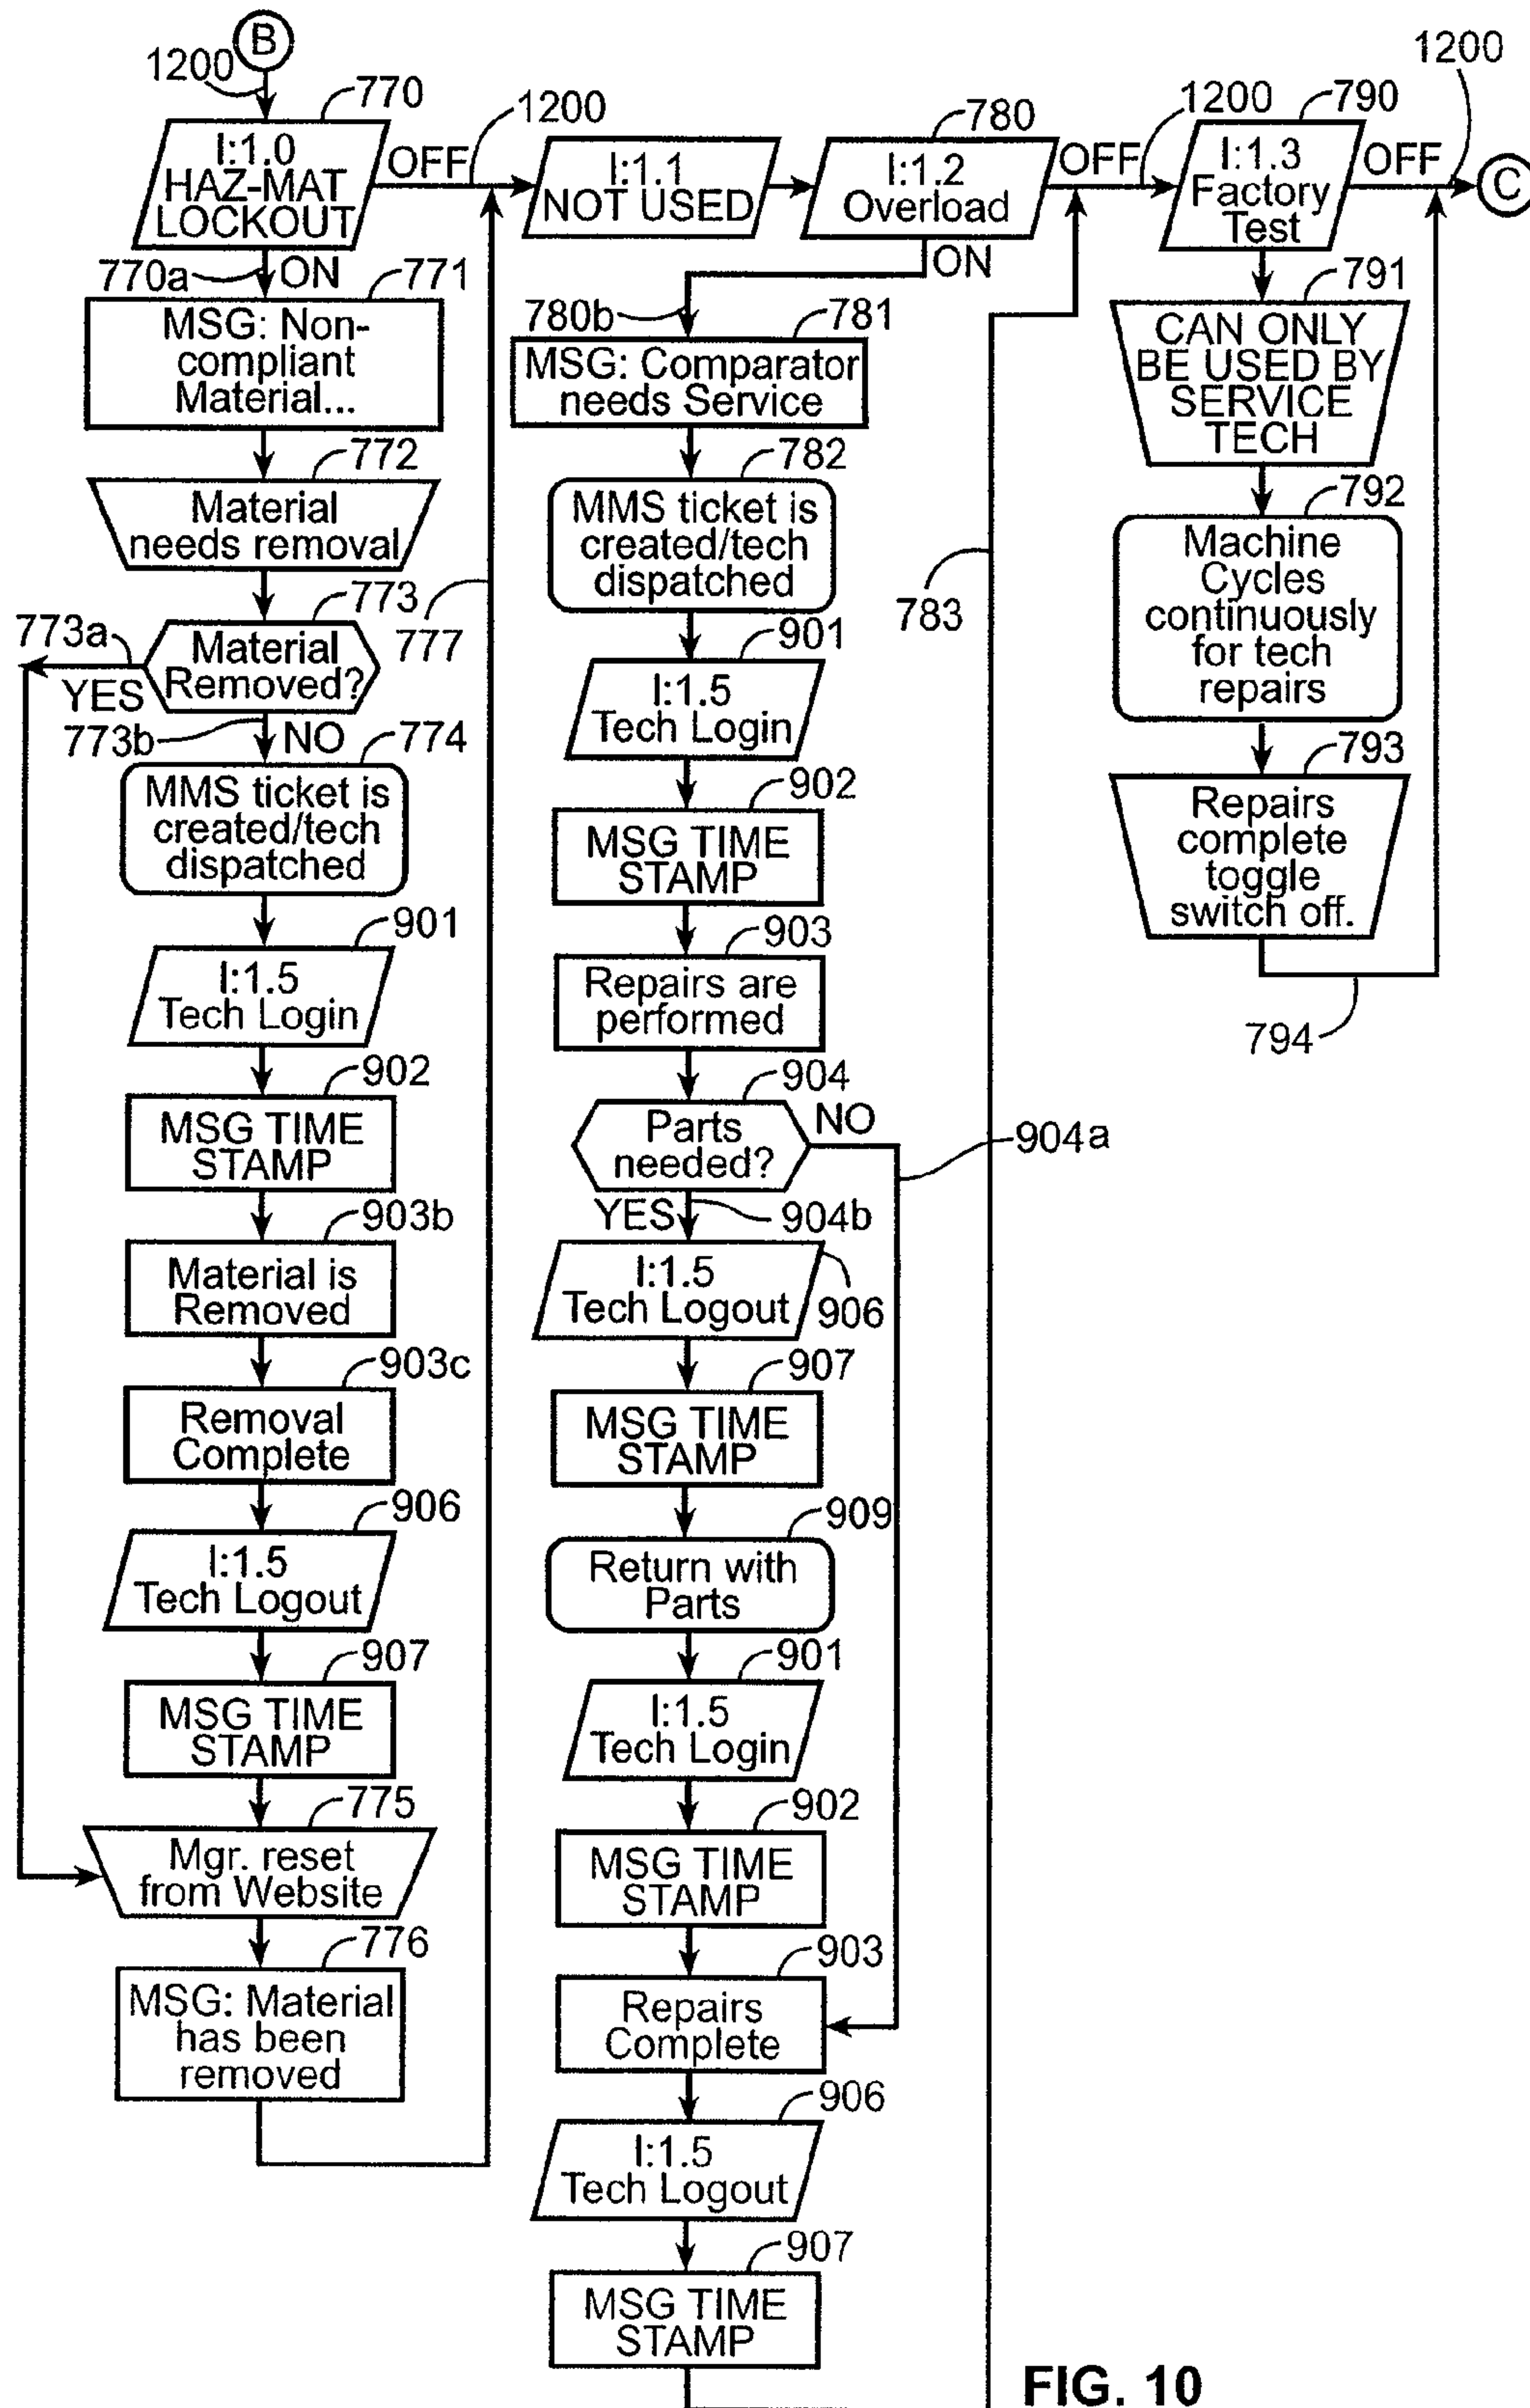 B
1200
770
I:1.0
HAZ-MAT
LOCKOUT
OFF
1200
I:1.1
NOT USED
780
I:1.2
Overload
OFF
1200
790
I:1.3
Factory
Test
OFF
1200
C
770a
ON
771
MSG: Non-
compliant
Material...
772
Material
needs removal
773
Material
Removed?
773a
YES
773b
NO
774
MMS ticket is
created/tech
dispatched
901
I:1.5
Tech Login
902
MSG TIME
STAMP
903b
Material is
Removed
903c
Removal
Complete
906
I:1.5
Tech Logout
907
MSG TIME
STAMP
775
Mgr. reset
from Website
776
MSG: Material
has been
removed
777
ON
780b
781
MSG: Comparator
needs Service
782
MMS ticket is
created/tech
dispatched
901
I:1.5
Tech Login
902
MSG TIME
STAMP
903
Repairs are
performed
904
Parts
needed?
NO
904a
YES
904b
I:1.5
Tech Logout
906
907
MSG TIME
STAMP
909
Return with
Parts
901
I:1.5
Tech Login
902
MSG TIME
STAMP
903
Repairs
Complete
906
I:1.5
Tech Logout
907
MSG TIME
STAMP
783
791
CAN ONLY
BE USED BY
SERVICE
TECH
792
Machine
Cycles
continuously
for tech
repairs
793
Repairs
complete
toggle
switch off.
794
FIG. 10